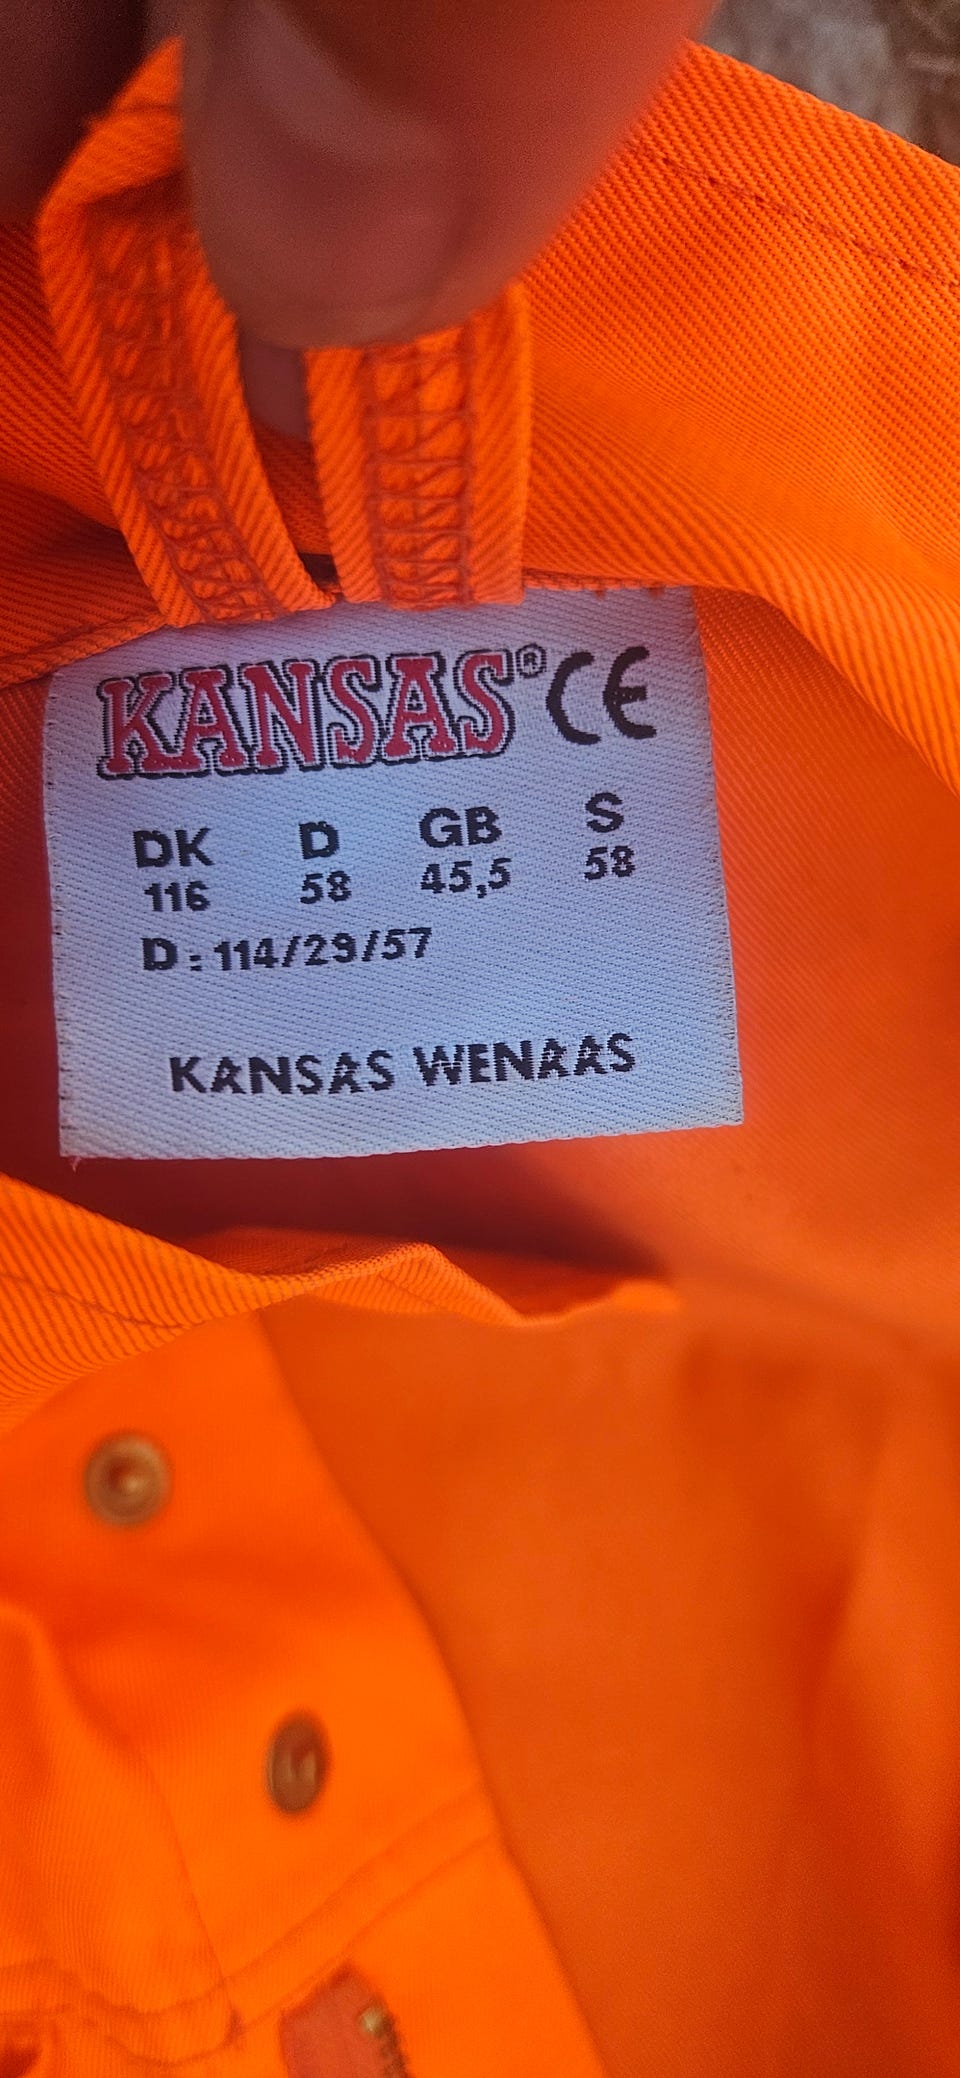 KANSAS® CE
DK D GB S
116 58 45,5 58
D: 114/29/57
KANSAS WENAAS